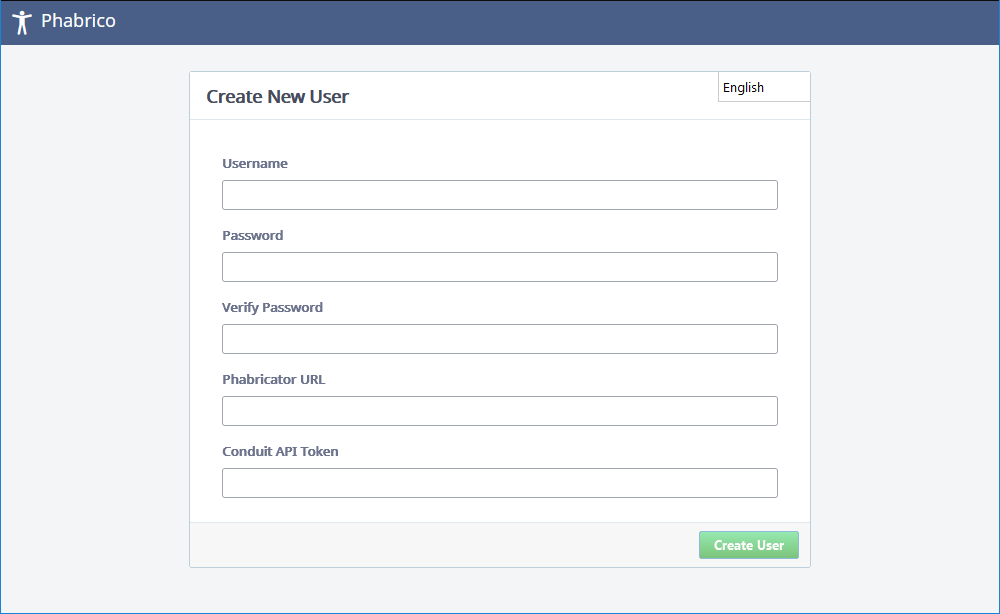 Phabrico
Create New User
English
Username
Password
Verify Password
Phabricator URL
Conduit API Token
Create User